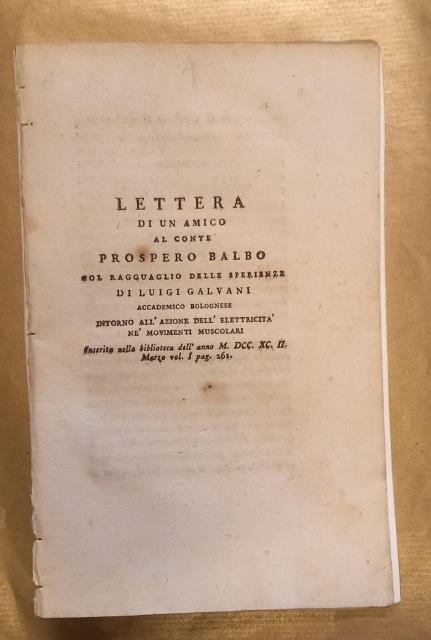 LETTERA
DI UN AMICO
AL CONTE
PROSPERO BALBO
COL RAGGUAGLIO DELLE SPERIENZE
DI LUIGI GALVANI
ACCADEMICO BOLOGNESE
INTORNO ALL' AZIONE DELL' ELETTRICITA'
NE' MOVIMENTI MUSCOLARI
Inserita nella biblioteca dell' anno M. DCC. XC. II.
Marzo vol. I pag. 261.